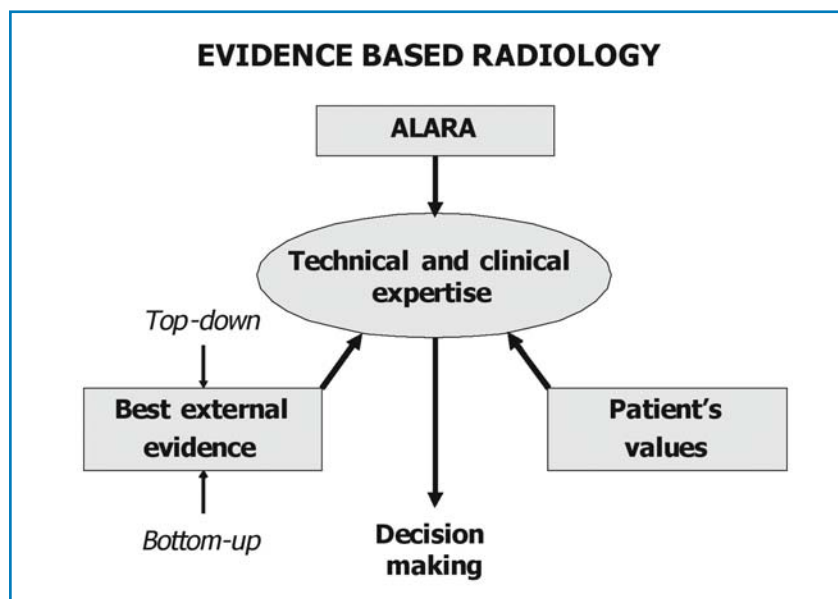 EVIDENCE BASED RADIOLOGY
ALARA
Technical and clinical
expertise
Top-down
Best external
evidence
Patient's
values
Bottom-up
Decision
making